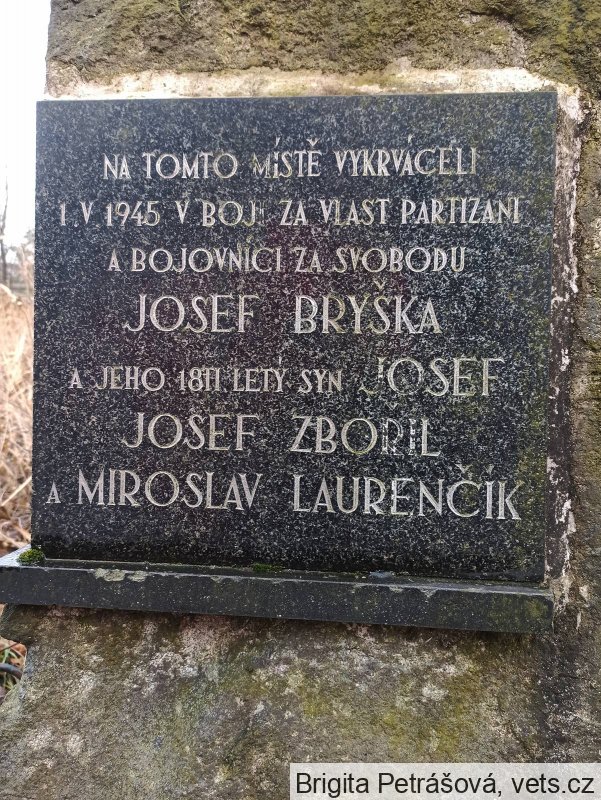 NA TOMTO MÍSTĚ VYKRVÁCELI
1.V 1945 V BOJI ZA VLAST PARTIZANI
A BOJOVNÍCI ZA SVOBODU
JOSEF BRYŠKA
A JEHO 18TI LETÝ SYN JOSEF
JOSEF ZBOŘIL
A MIROSLAV LAURENČÍK
Brigita Petrášová, vets.cz